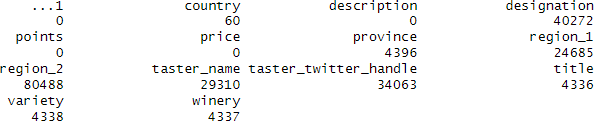 ...1 country description designation
0 60 0 40272
points price province region_1
0 0 4396 24685
region_2 taster_name taster_twitter_handle title
80488 29310 34063 4336
variety winery
4338 4337